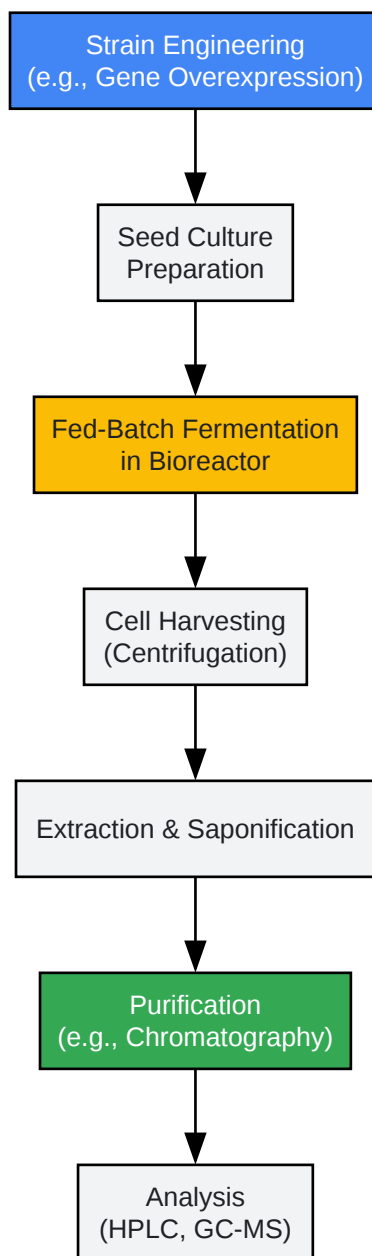 Strain Engineering
(e.g., Gene Overexpression)
Seed Culture
Preparation
Fed-Batch Fermentation
in Bioreactor
Cell Harvesting
(Centrifugation)
Extraction & Saponification
Purification
(e.g., Chromatography)
Analysis
(HPLC, GC-MS)